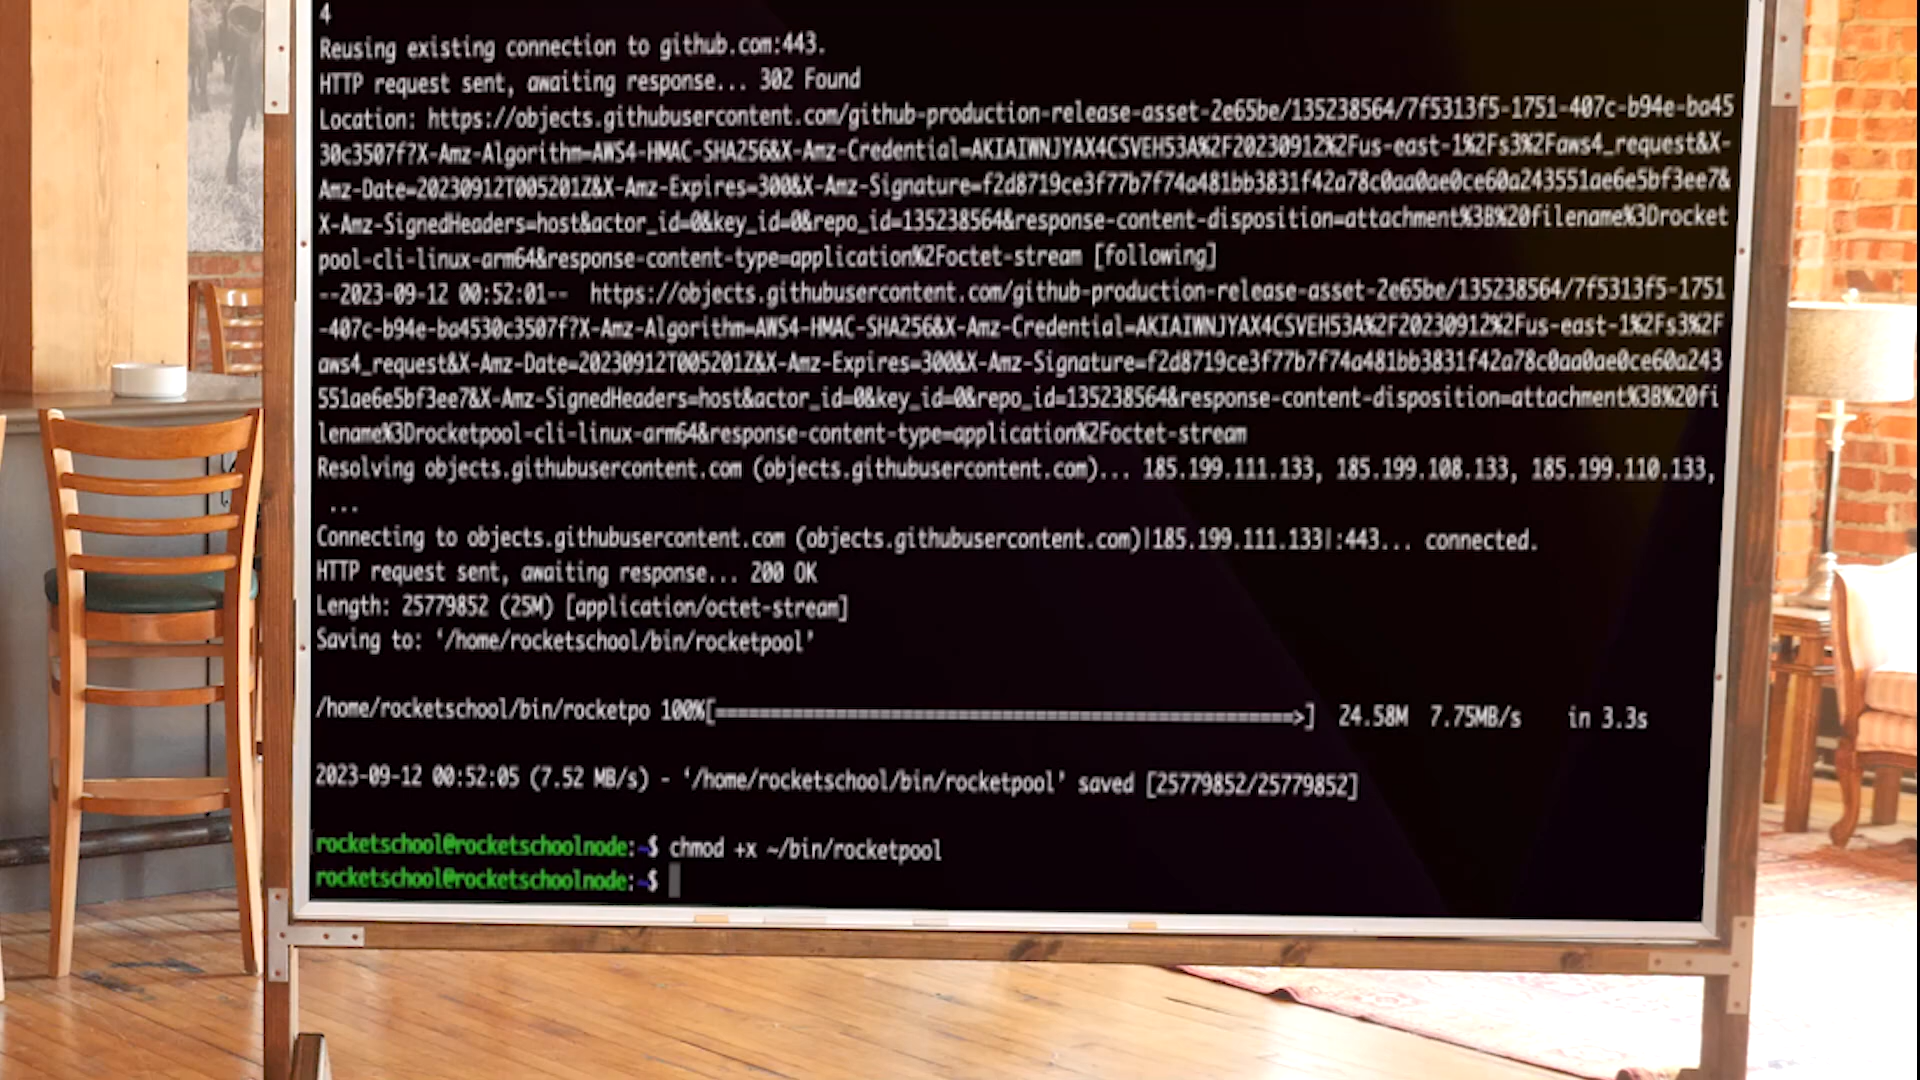 4
Reusing existing connection to github.com:443.
HTTP request sent, awaiting response... 302 Found
Location: https://objects.githubusercontent.com/github-production-release-asset-2e65be/135238564/7f5313f5-1751-407c-b94e-ba45
30c3507f?X-Amz-Algorithm=AWS4-HMAC-SHA256&X-Amz-Credential=AKIAIWNJYAX4CSVEH53A%2F20230912%2Fus-east-1%2Fs3%2Faws4_request&X-
Amz-Date=20230912T005201Z&X-Amz-Expires=300&X-Amz-Signature=f2d8719ce3f77b7f74a481bb3831f42a78c0aa0ae0ce60a243551ae6e5bf3ee7&
X-Amz-SignedHeaders=host&actor_id=0&key_id=0&repo_id=135238564&response-content-disposition=attachment%3B%20filename%3Drocket
pool-cli-linux-arm64&response-content-type=application%2Foctet-stream [following]
--2023-09-12 00:52:01--  https://objects.githubusercontent.com/github-production-release-asset-2e65be/135238564/7f5313f5-1751
-407c-b94e-ba4530c3507f?X-Amz-Algorithm=AWS4-HMAC-SHA256&X-Amz-Credential=AKIAIWNJYAX4CSVEH53A%2F20230912%2Fus-east-1%2Fs3%2F
aws4_request&X-Amz-Date=20230912T005201Z&X-Amz-Expires=300&X-Amz-Signature=f2d8719ce3f77b7f74a481bb3831f42a78c0aa0ae0ce60a243
551ae6e5bf3ee7&X-Amz-SignedHeaders=host&actor_id=0&key_id=0&repo_id=135238564&response-content-disposition=attachment%3B%20fi
lename%3Drocketpool-cli-linux-arm64&response-content-type=application%2Foctet-stream
Resolving objects.githubusercontent.com (objects.githubusercontent.com)... 185.199.111.133, 185.199.108.133, 185.199.110.133,
...
Connecting to objects.githubusercontent.com (objects.githubusercontent.com)|185.199.111.133|:443... connected.
HTTP request sent, awaiting response... 200 OK
Length: 25779852 (25M) [application/octet-stream]
Saving to: ‘/home/rocketschool/bin/rocketpool’
/home/rocketschool/bin/rocketpo 100%[======================================================>]  24.58M  7.75MB/s    in 3.3s
2023-09-12 00:52:05 (7.52 MB/s) - ‘/home/rocketschool/bin/rocketpool’ saved [25779852/25779852]
rocketschool@rocketschoolnode:~$ chmod +x ~/bin/rocketpool
rocketschool@rocketschoolnode:~$